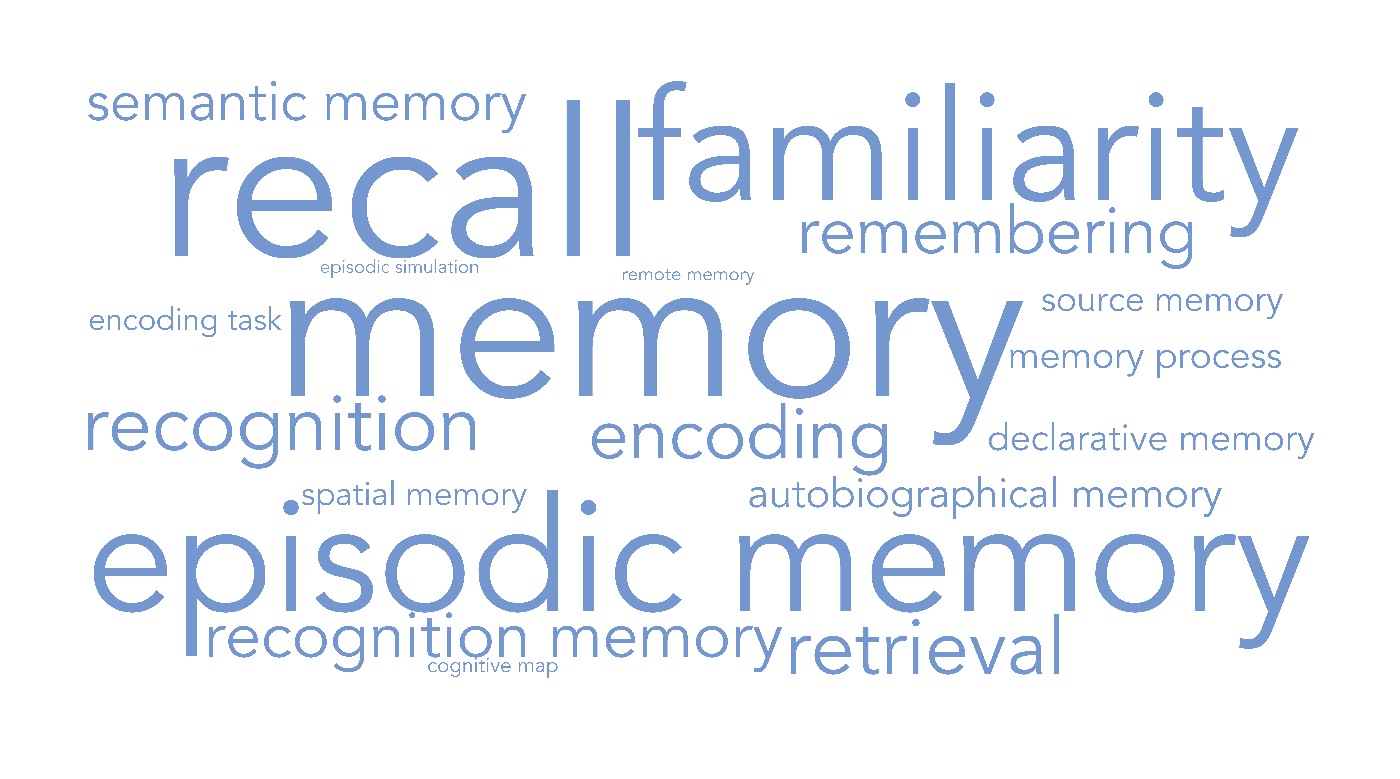 semantic memory
recall
familiarity
remembering
episodic simulation
remote memory
encoding task
memory
source memory
memory process
recognition
encoding
declarative memory
spatial memory
autobiographical memory
episodic memory
recognition memory
retrieval
cognitive map